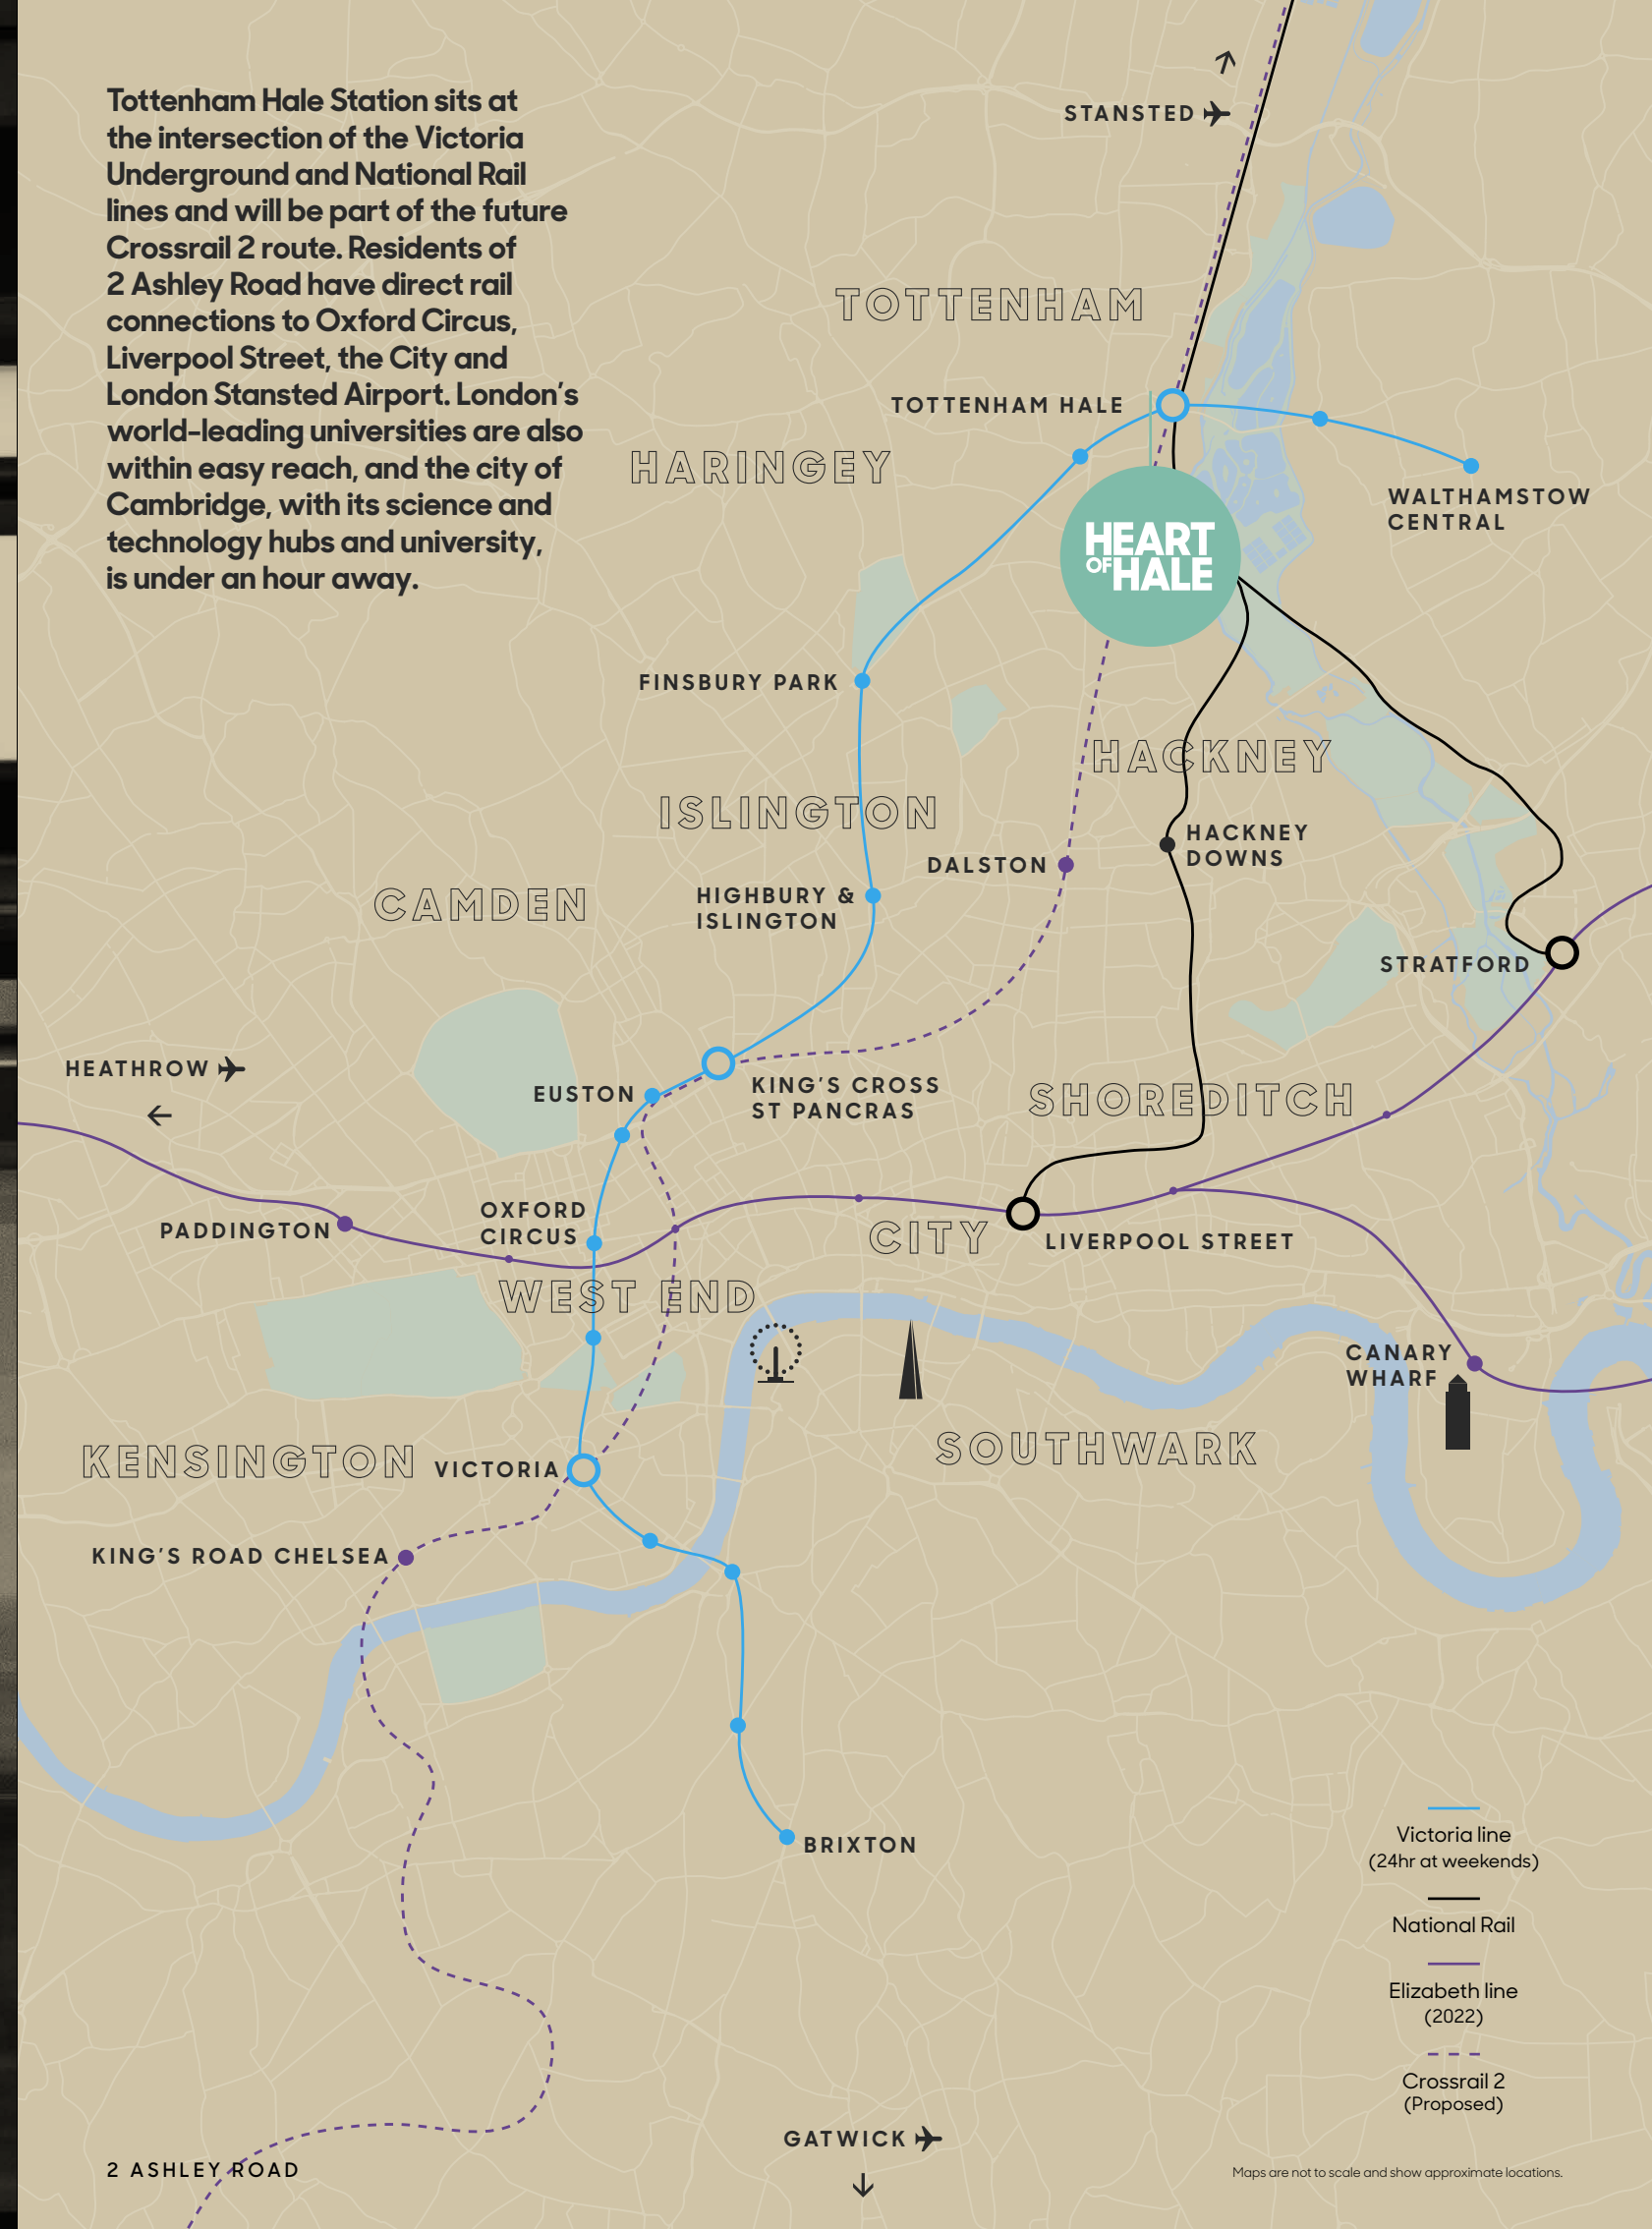 Tottenham Hale Station sits at
the intersection of the Victoria
Underground and National Rail
lines and will be part of the future
Crossrail 2 route. Residents of
2 Ashley Road have direct rail
connections to Oxford Circus,
Liverpool Street, the City and
London Stansted Airport. London’s
world-leading universities are also
within easy reach, and the city of
Cambridge, with its science and
technology hubs and university,
is under an hour away.
STANSTED
TOTTENHAM
TOTTENHAM HALE
HARINGEY
WALTHAMSTOW
CENTRAL
HEART
OF HALE
FINSBURY PARK
HACKNEY
ISLINGTON
HACKNEY
DOWNS
DALSTON
CAMDEN
HIGHBURY &
ISLINGTON
STRATFORD
HEATHROW
EUSTON
KING’S CROSS
ST PANCRAS
SHOREDITCH
PADDINGTON
OXFORD
CIRCUS
CITY
LIVERPOOL STREET
WEST END
CANARY
WHARF
KENSINGTON
VICTORIA
SOUTHWARK
KING’S ROAD CHELSEA
BRIXTON
Victoria line
(24hr at weekends)
National Rail
Elizabeth line
(2022)
Crossrail 2
(Proposed)
GATWICK
2 ASHLEY ROAD
Maps are not to scale and show approximate locations.